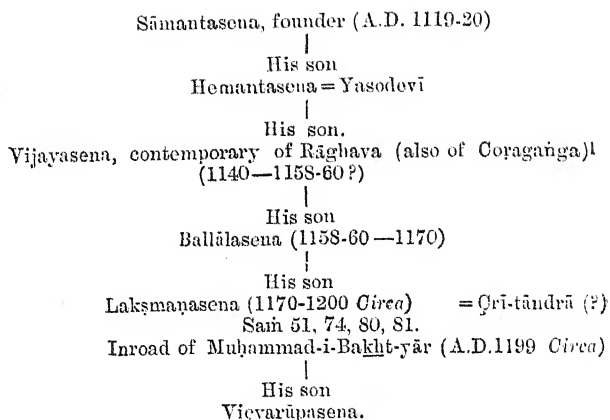 Sāmantasena, founder (A.D. 1119-20)
|
His son
Hemantasena = Yasodevī
|
His son.
Vijayasena, contemporary of Rāghava (also of Coṛagaṅga)1
(1140—1158-60 ?)
|
His son
Ballālasena (1158-60—1170)
|
His son
Lakṣmaṇasena (1170-1200 Circa) = Çrī-tāndrā (?)
Saṁ 51, 74, 80, 81.
Inroad of Muḥammad-i-Bakht-yār (A.D.1199 Circa)
|
His son
Viçvarūpasena.